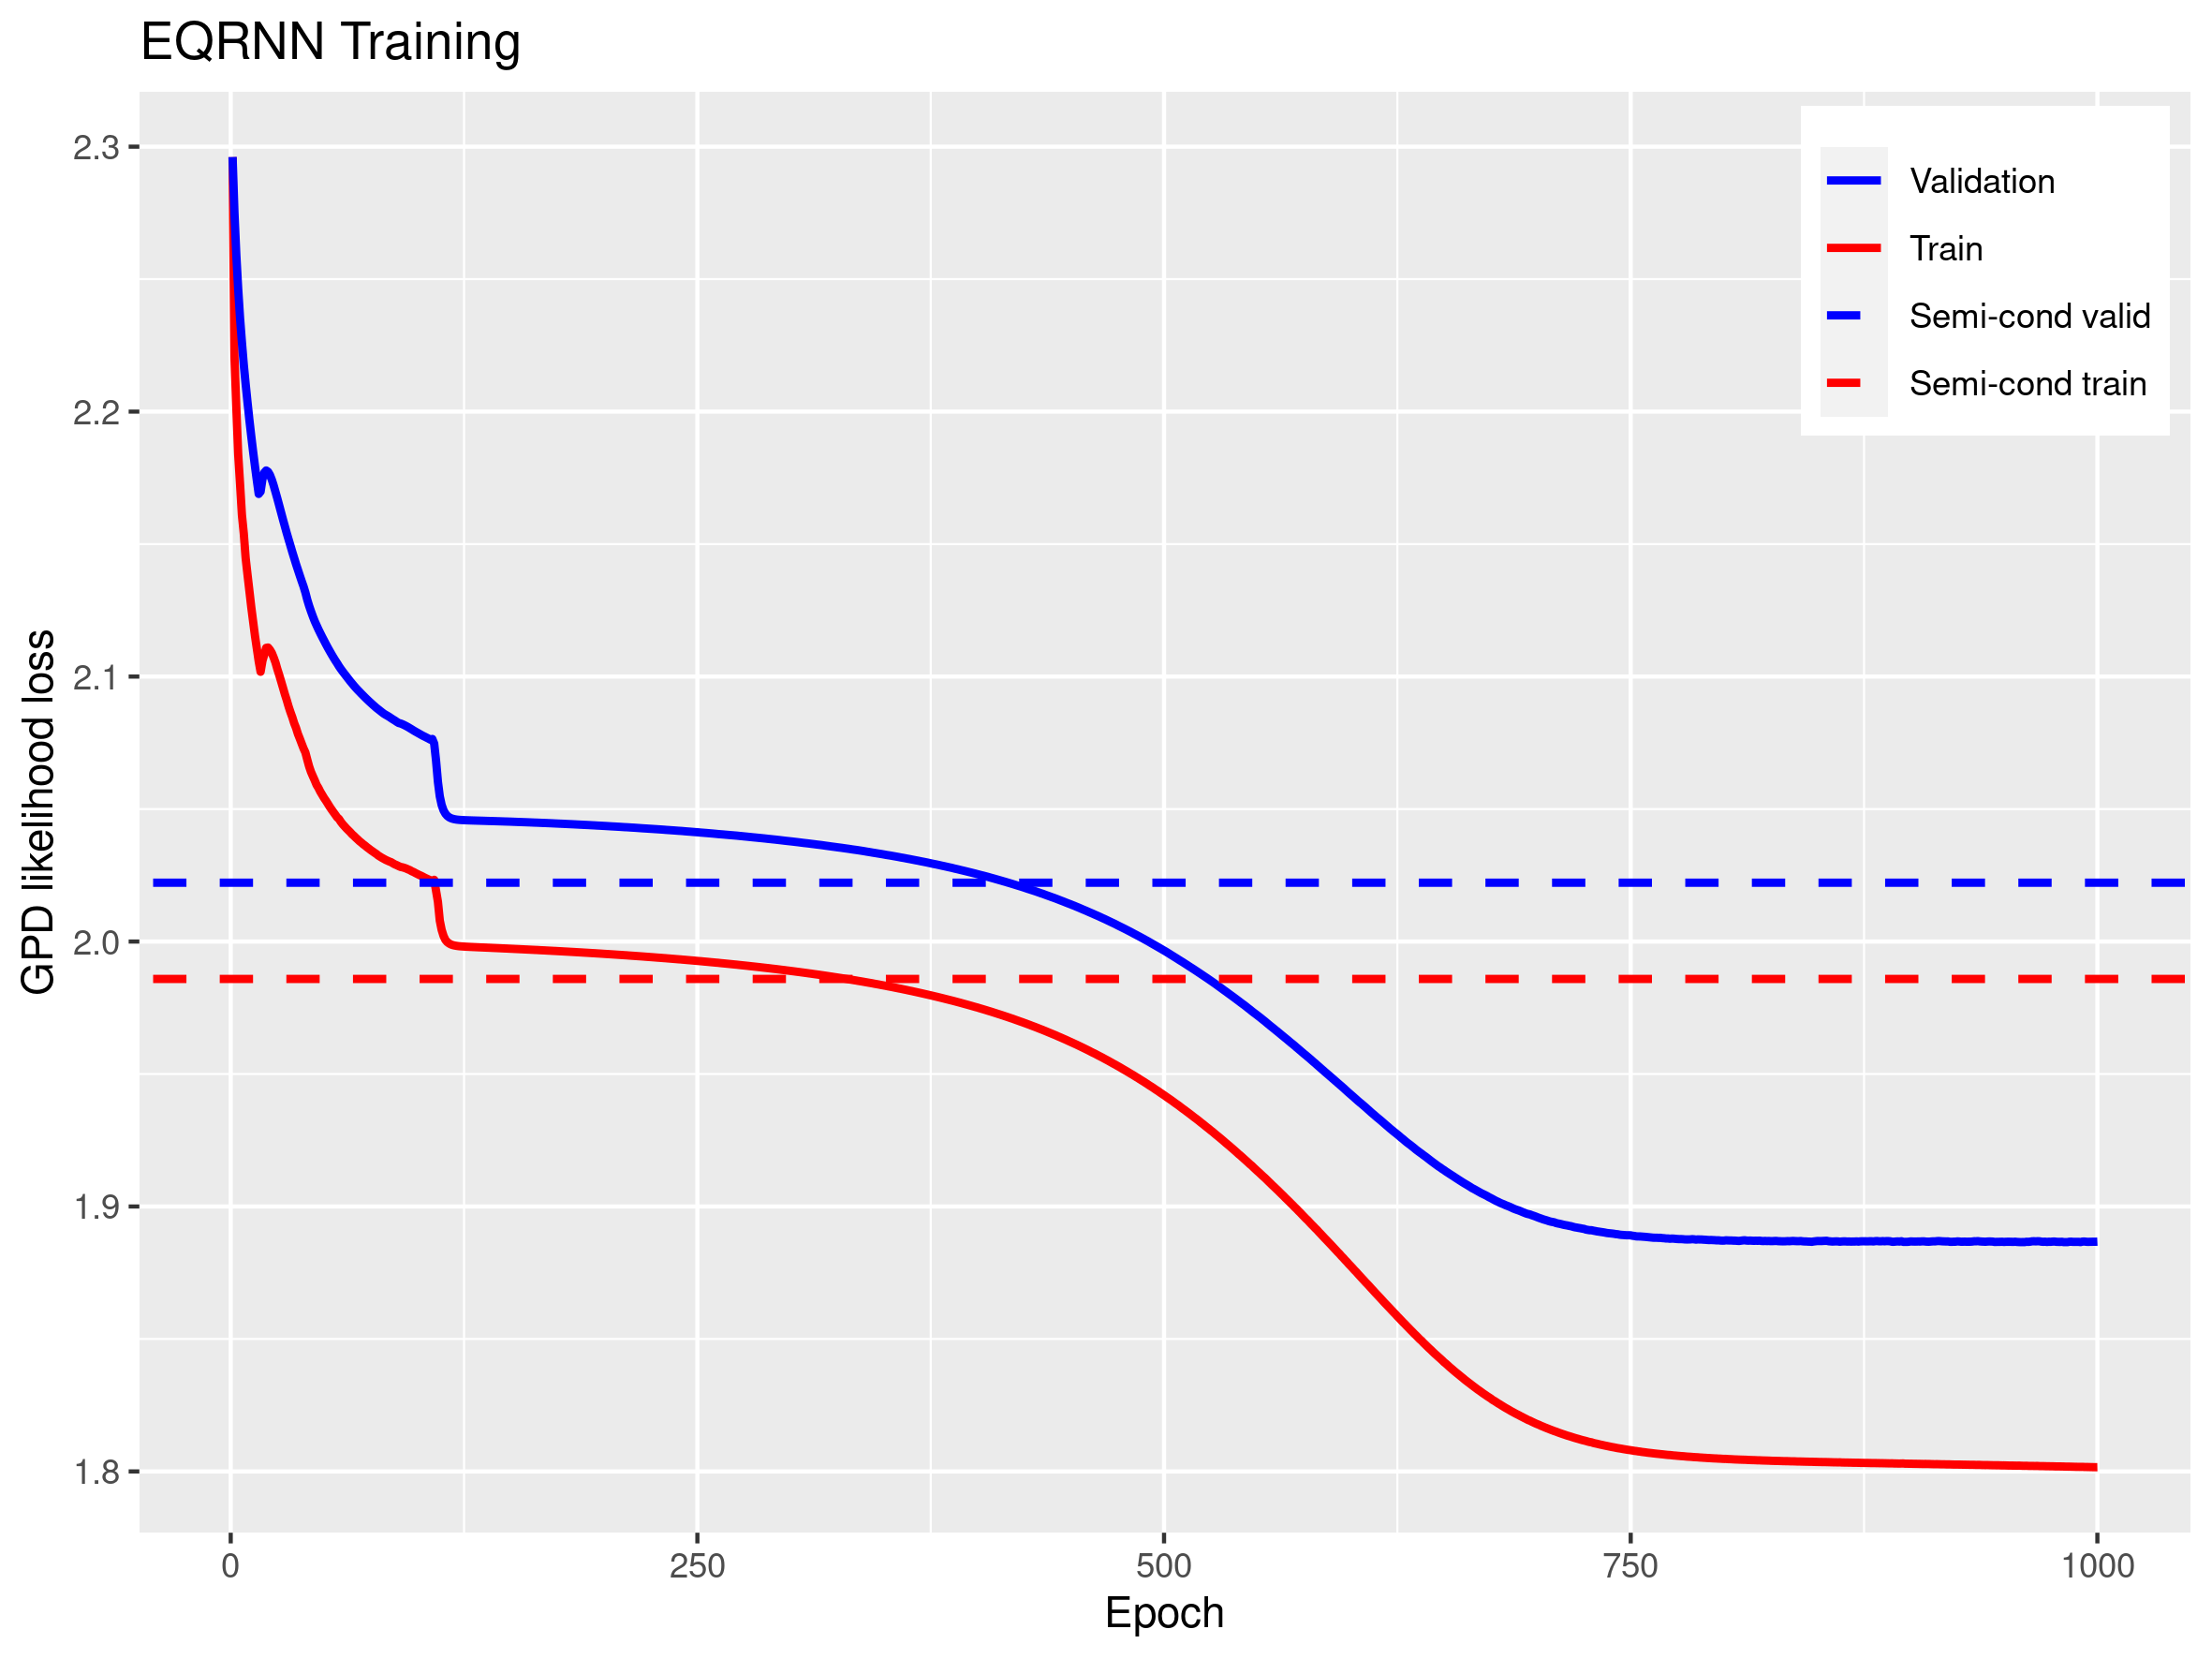 EQRNN Training
GPD likelihood loss
2.3
2.2
2.1
2.0
1.9
1.8
Validation
Train
Semi-cond valid
Semi-cond train
0 250 500 750 1000
Epoch